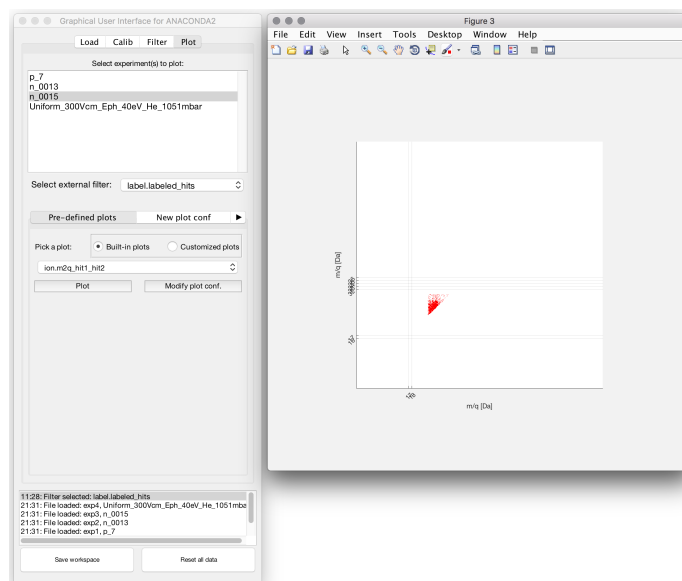 Graphical User Interface for ANACONDA2
Load Calib Filter Plot
Select experiment(s) to plot:
p_7
n_0013
n_0015
Uniform_300Vcm_Eph_40eV_He_1051mbar
Select external filter: label.labeled_hits
Pre-defined plots New plot conf
Pick a plot: Built-in plots Customized plots
ion.m2q_hit1_hit2
Plot Modify plot conf.
11:28: Filter selected: label.labeled_hits
21:31: File loaded: exp4, Uniform_300Vcm_Eph_40eV_He_1051mba
21:31: File loaded: exp3, n_0015
21:31: File loaded: exp2, n_0013
21:31: File loaded: exp1, p_7
Save workspace Reset all data
Figure 3
File Edit View Insert Tools Desktop Window Help
m/q [Da]
m/q [Da]